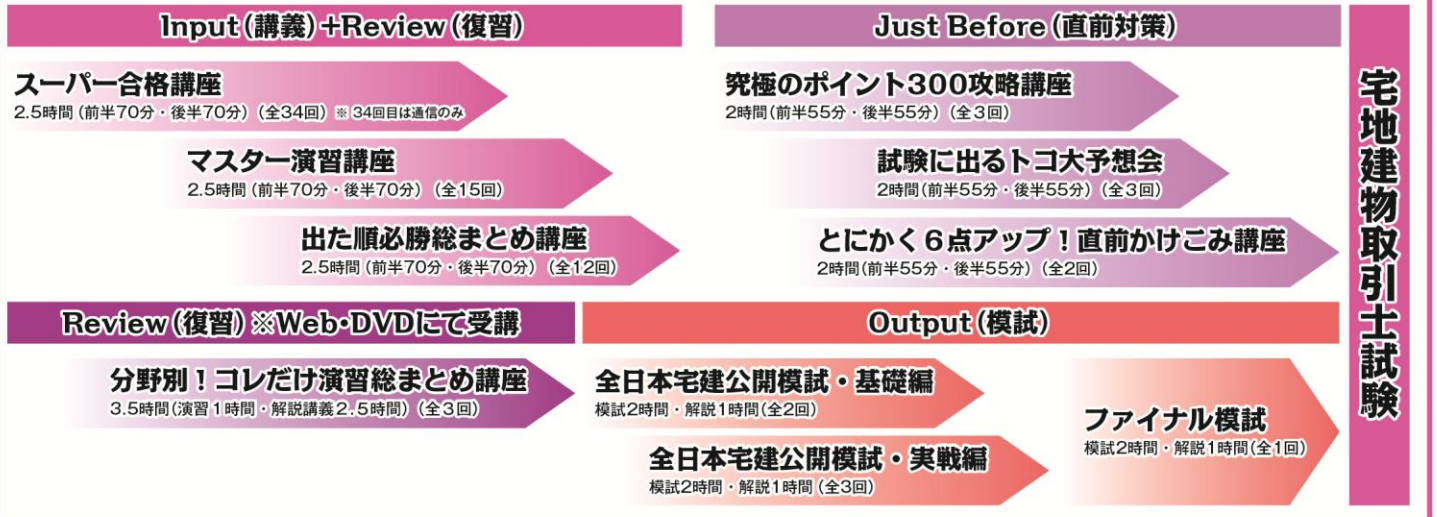 Input(講義)+Review(復習)
スーパー合格講座
2.5時間(前半70分・後半70分)(全34回)※34回目は通信のみ
マスター演習講座
2.5時間(前半70分・後半70分)(全15回)
出た順必勝総まとめ講座
2.5時間(前半70分・後半70分)(全12回)
Just Before(直前対策)
究極のポイント300攻略講座
2時間(前半55分・後半55分)(全3回)
試験に出るトコ大予想会
2時間(前半55分・後半55分)(全3回)
とにかく6点アップ!直前かけこみ講座
2時間(前半55分・後半55分)(全2回)
Review(復習)※Web・DVDにて受講
分野別!コレだけ演習総まとめ講座
3.5時間(演習1時間・解説講義2.5時間)(全3回)
Output(模試)
全日本宅建公開模試・基礎編
模試2時間・解説1時間(全2回)
全日本宅建公開模試・実戦編
模試2時間・解説1時間(全3回)
ファイナル模試
模試2時間・解説1時間(全1回)
宅地建物取引士試験